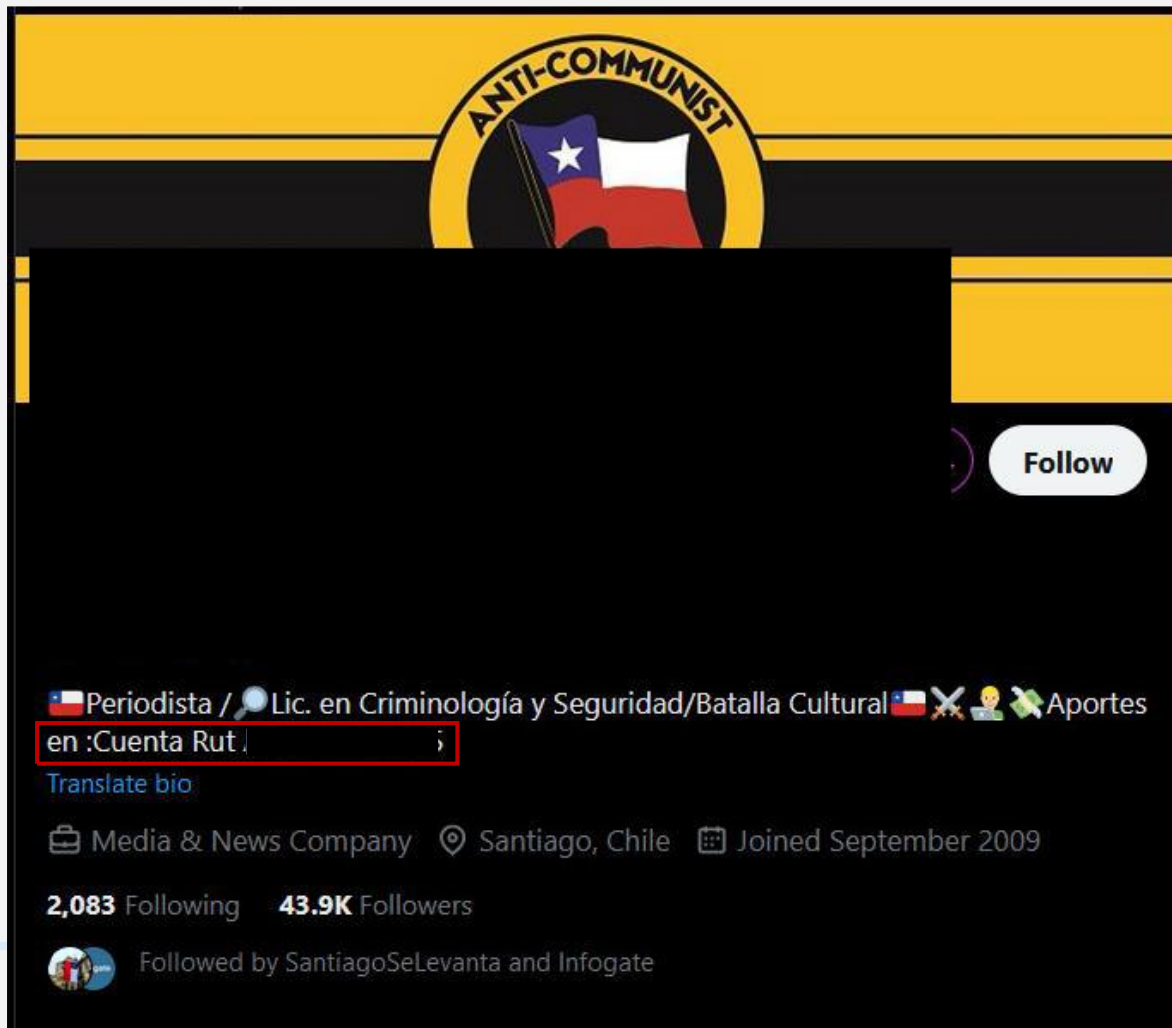 ANTI-COMMUNIST
Follow
Periodista / Lic. en Criminología y Seguridad/Batalla Cultural Aportes
en :Cuenta Rut
Translate bio
Media & News Company Santiago, Chile Joined September 2009
2,083 Following 43.9K Followers
Followed by SantiagoSeLevanta and Infogate